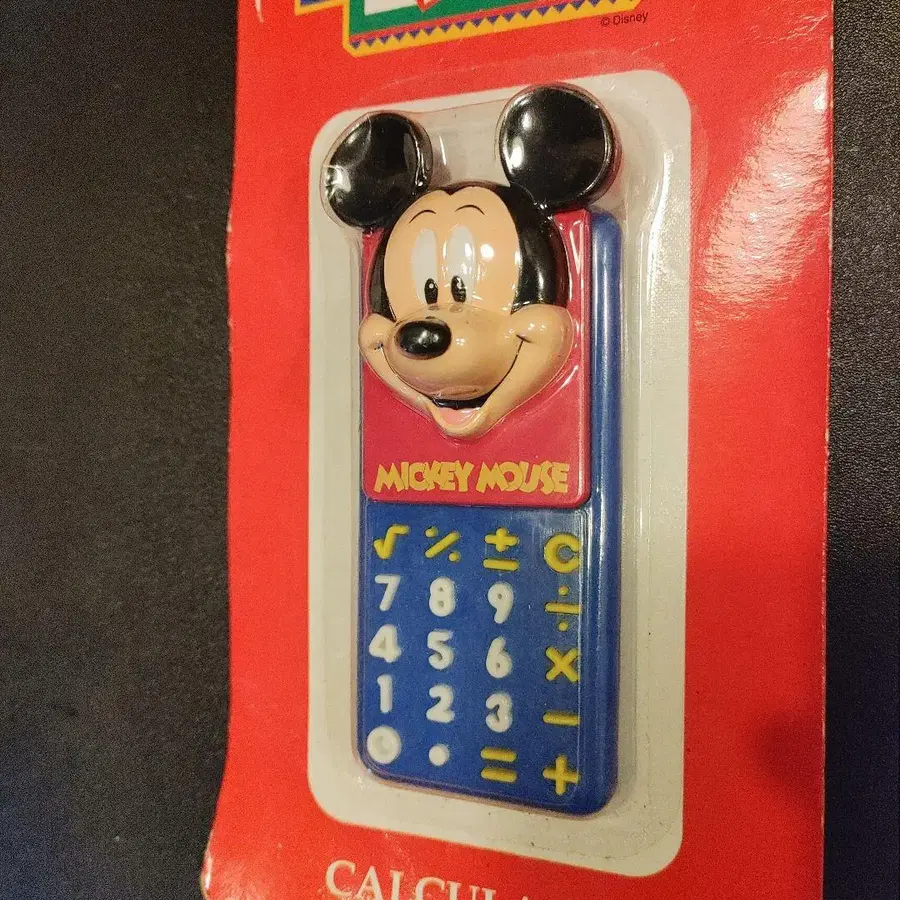 © Disney
MICKEY MOUSE
√ % ± C
7 8 9 ÷
4 5 6 ×
1 2 3 −
0 . = +